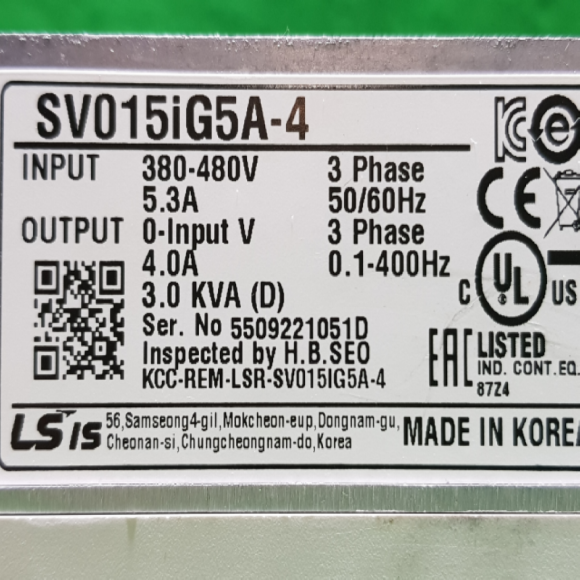 SV015iG5A-4
INPUT 380-480V 3 Phase
5.3A 50/60Hz
OUTPUT 0-Input V 3 Phase
4.0A 0.1-400Hz
3.0 KVA (D)
Ser. No 5509221051D
Inspected by H.B.SEO
KCC-REM-LSR-SV015IG5A-4
CE
C UL US
EAC LISTED
IND. CONT.EQ.
87Z4
LSis 56,Samseong4-gil,Mokcheon-eup,Dongnam-gu,
Cheonan-si,Chungcheongnam-do,Korea
MADE IN KOREA